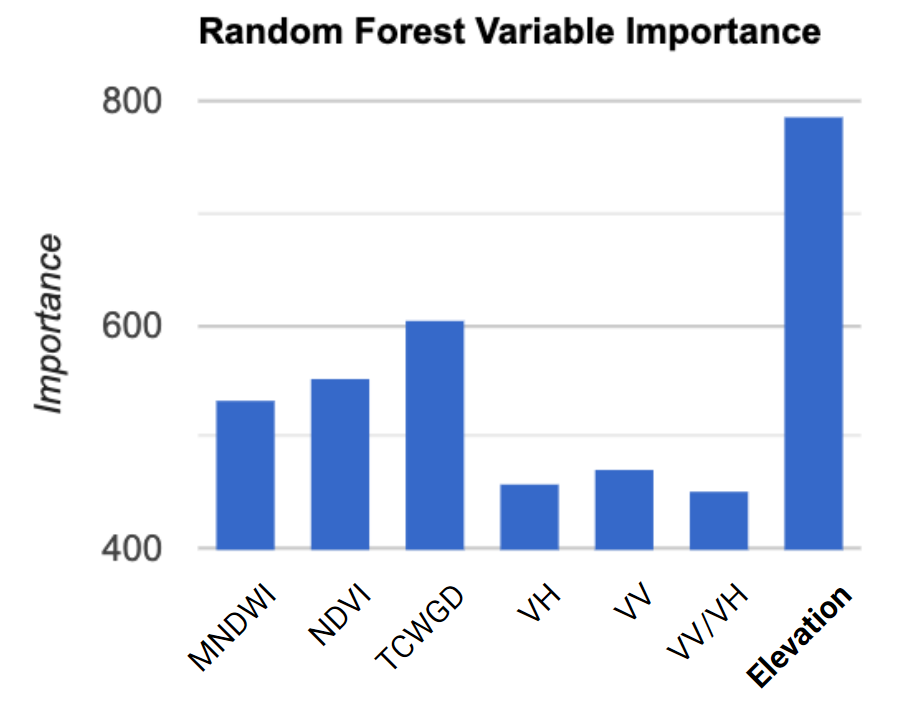 Random Forest Variable Importance
800
600
400
Importance
MNDWI
NDVI
TCWGD
VH
VV
VV/VH
Elevation